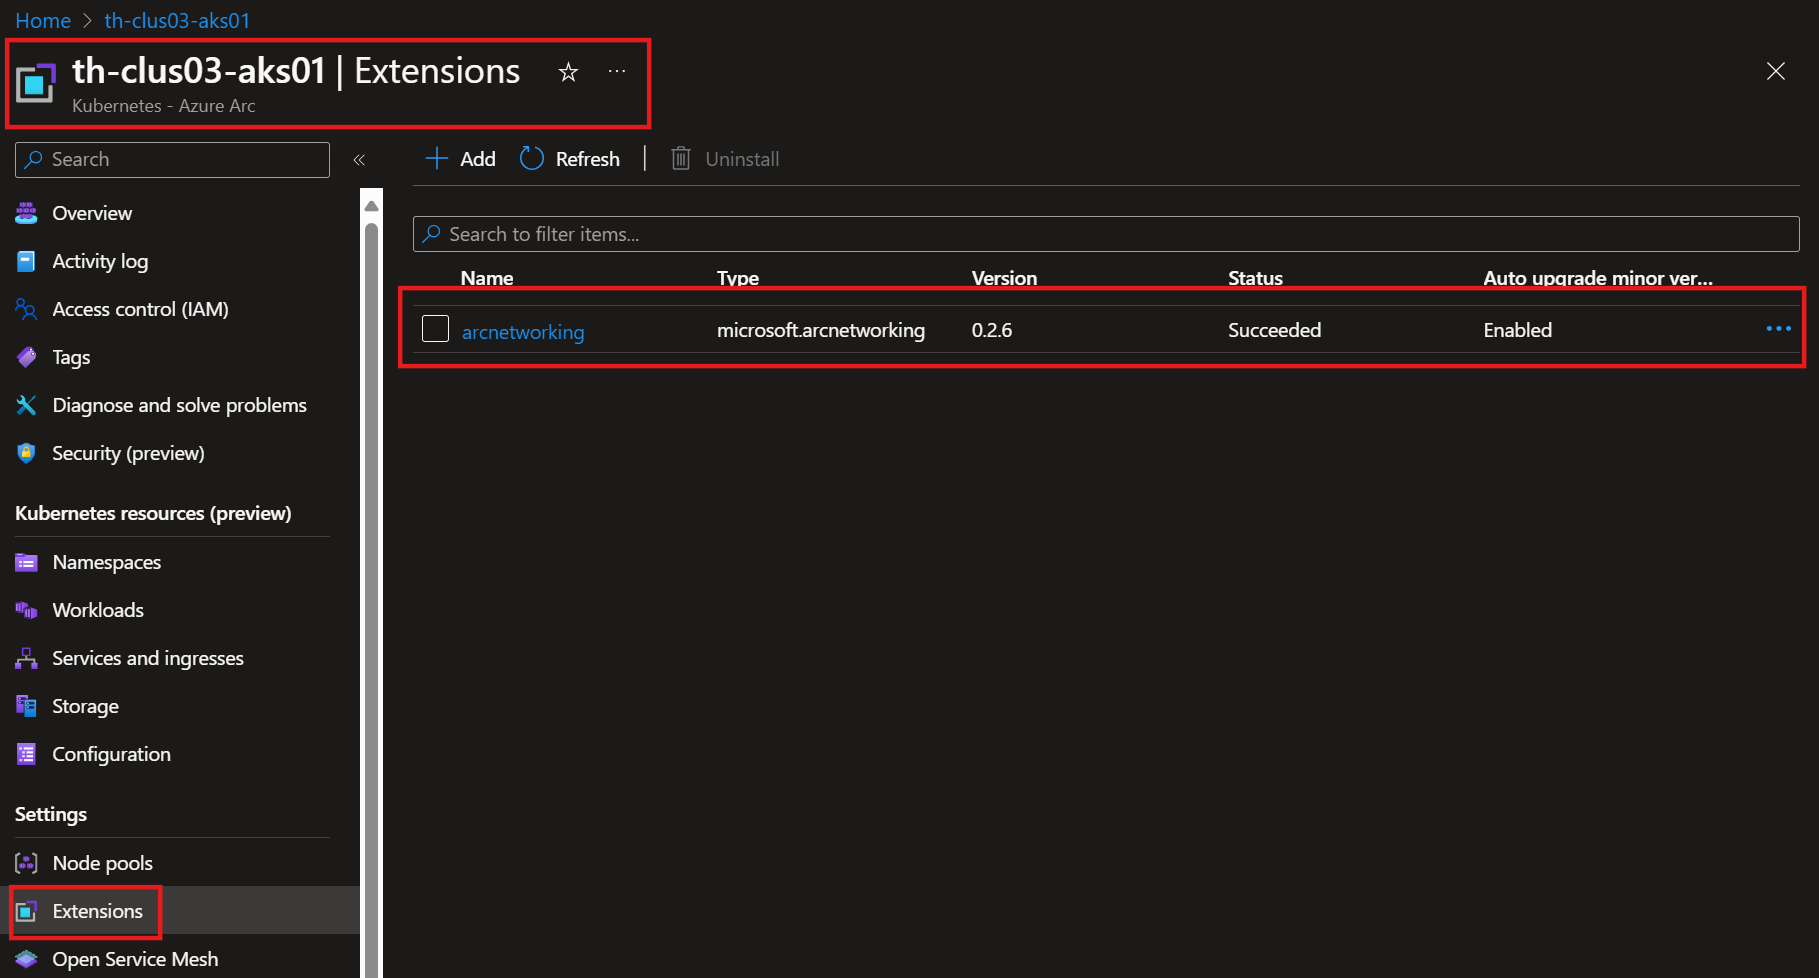 Home > th-clus03-aks01
th-clus03-aks01 | Extensions
Kubernetes - Azure Arc
Search
Overview
Activity log
Access control (IAM)
Tags
Diagnose and solve problems
Security (preview)
Kubernetes resources (preview)
Namespaces
Workloads
Services and ingresses
Storage
Configuration
Settings
Node pools
Extensions
Open Service Mesh
Add Refresh | Uninstall
Search to filter items...
Name Type Version Status Auto upgrade minor ver...
arcnetworking microsoft.arcnetworking 0.2.6 Succeeded Enabled